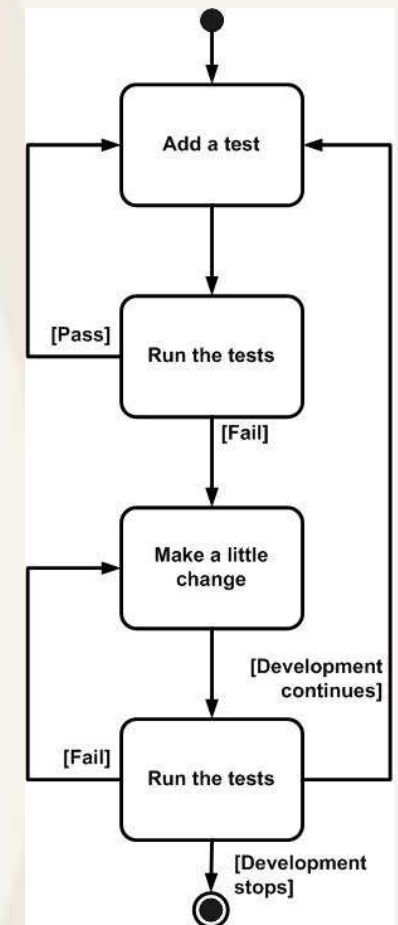 Add a test
[Pass]
Run the tests
[Fail]
Make a little
change
[Development
continues]
[Fail]
Run the tests
[Development
stops]